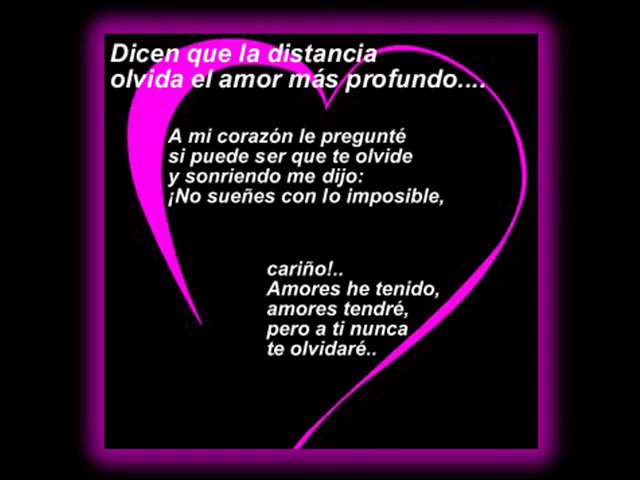 Dicen que la distancia
olvida el amor más profundo....
A mi corazón le pregunté
si puede ser que te olvide
y sonriendo me dijo:
¡No sueñes con lo imposible,
cariño!..
Amores he tenido,
amores tendré,
pero a ti nunca
te olvidaré..